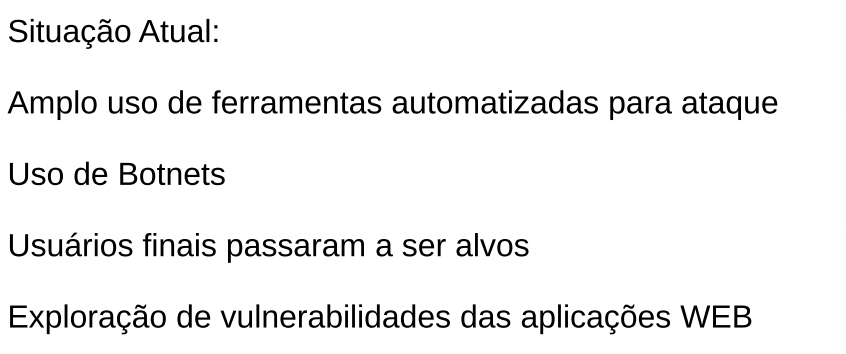 Situação Atual:
Amplo uso de ferramentas automatizadas para ataque
Uso de Botnets
Usuários finais passaram a ser alvos
Exploração de vulnerabilidades das aplicações WEB